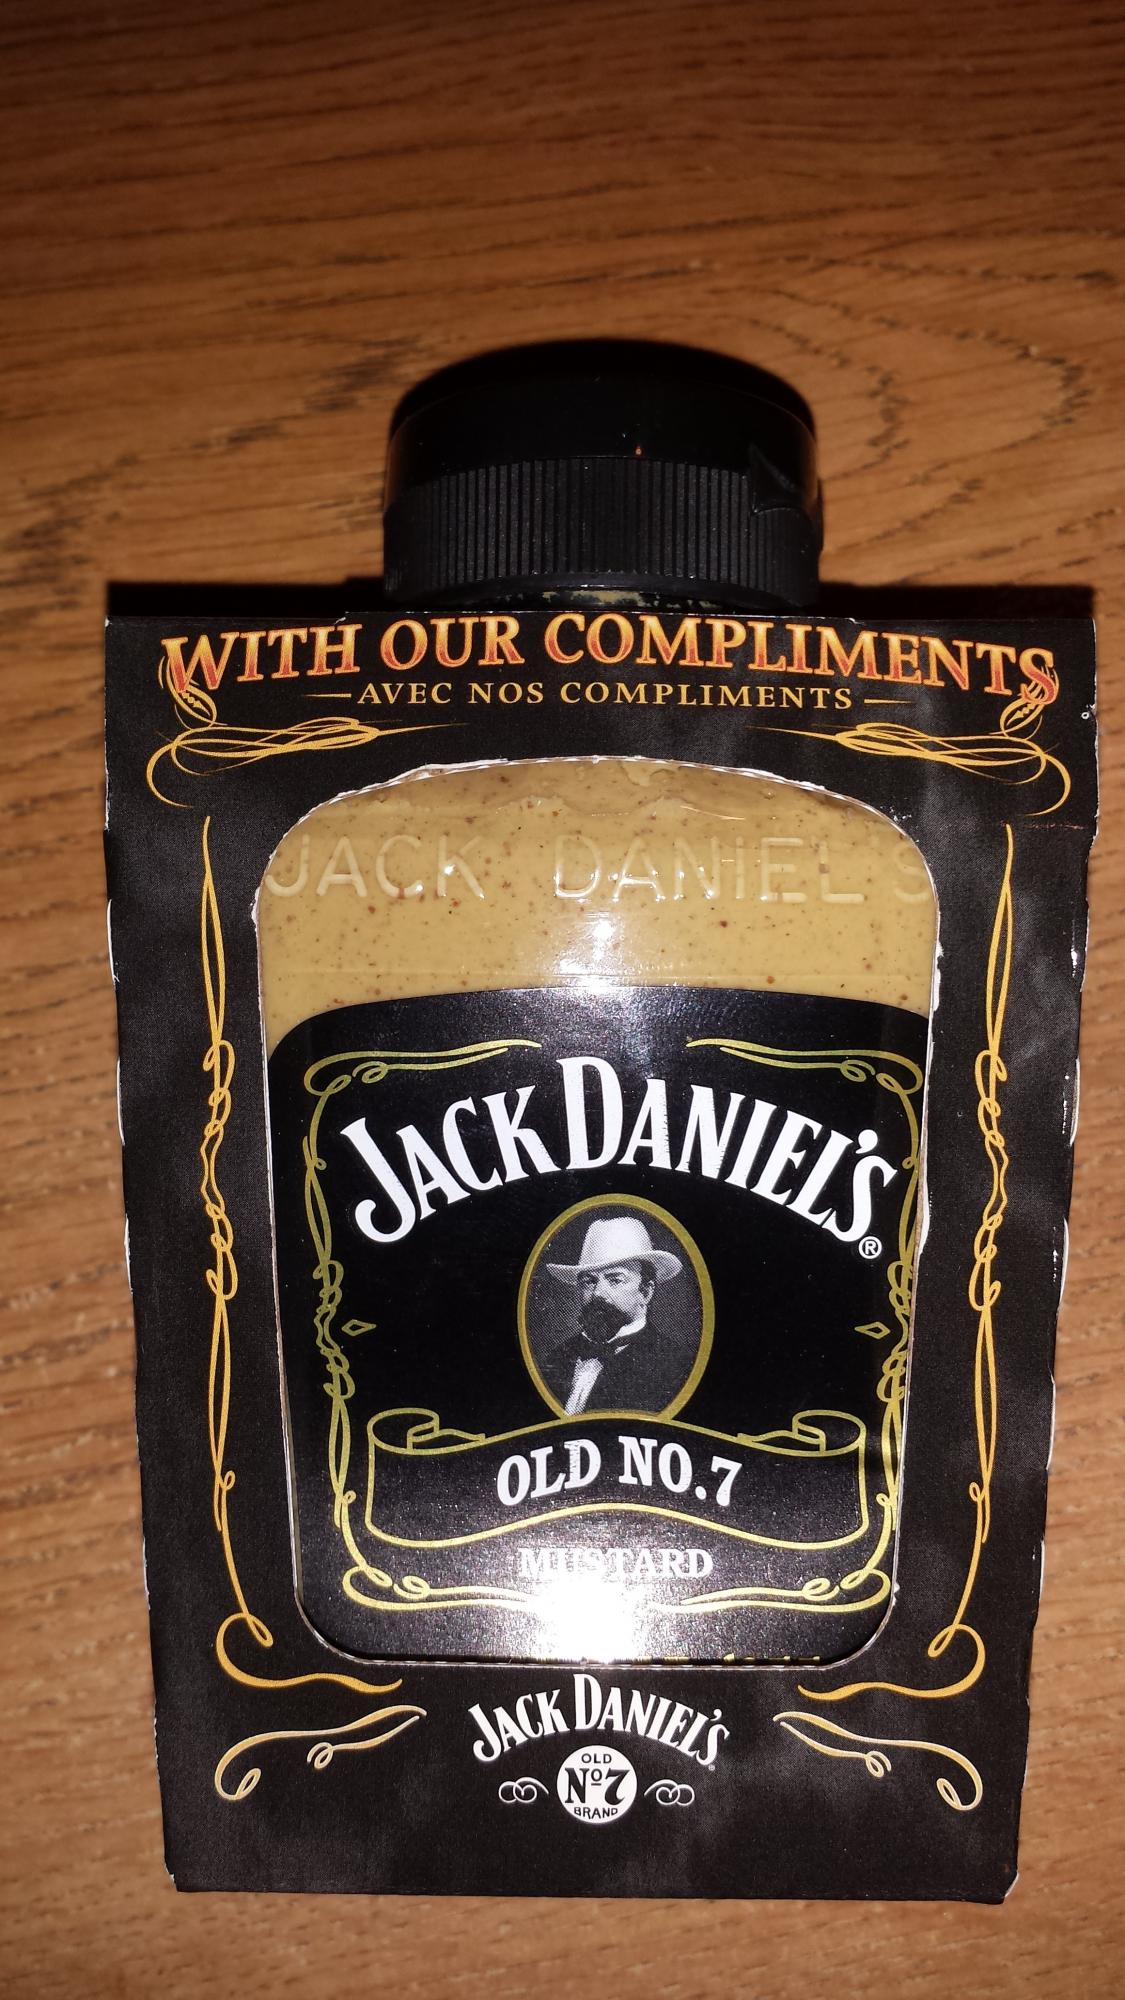 WITH OUR COMPLIMENTS
AVEC NOS COMPLIMENTS
JACK DANIEL'S
JACK DANIEL'S®
OLD NO.7
MUSTARD
JACK DANIEL'S
OLD
Nº7
BRAND